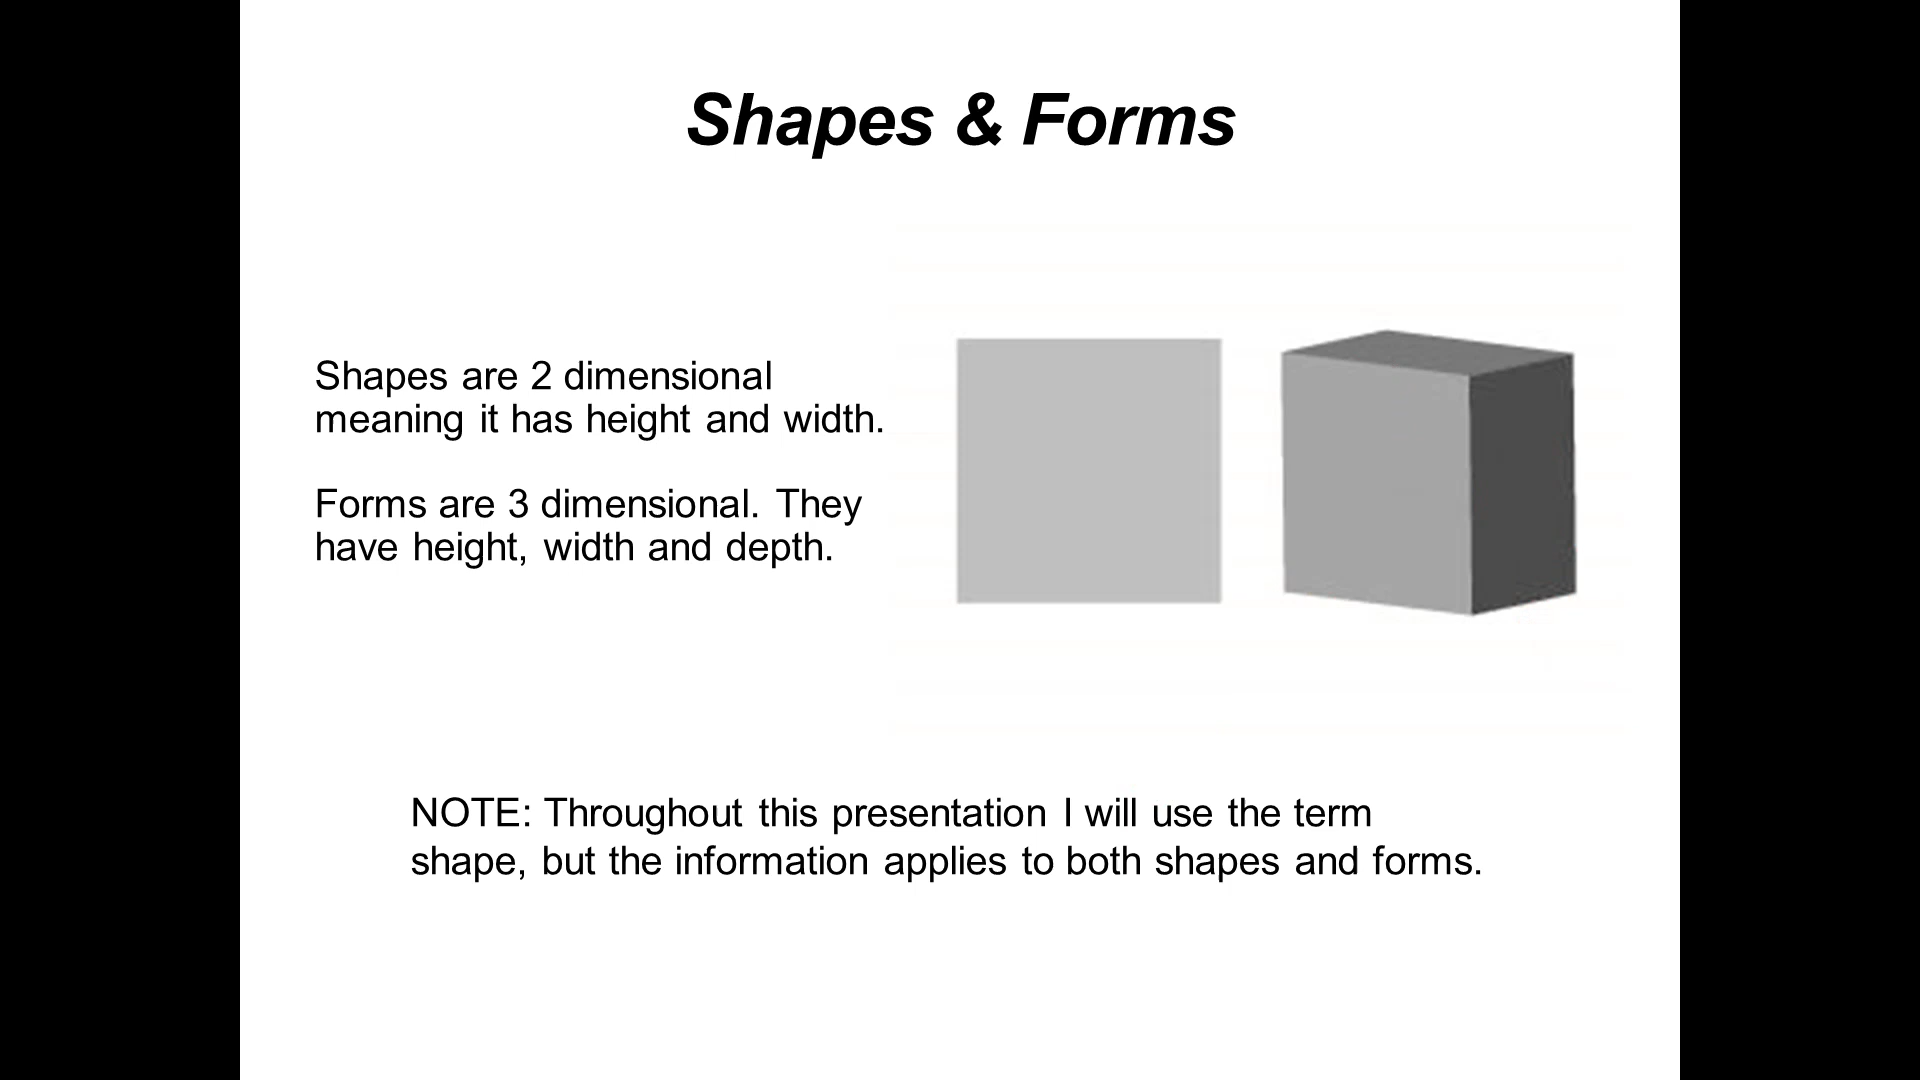 Shapes & Forms
Shapes are 2 dimensional
meaning it has height and width.
Forms are 3 dimensional. They
have height, width and depth.
NOTE: Throughout this presentation I will use the term
shape, but the information applies to both shapes and forms.